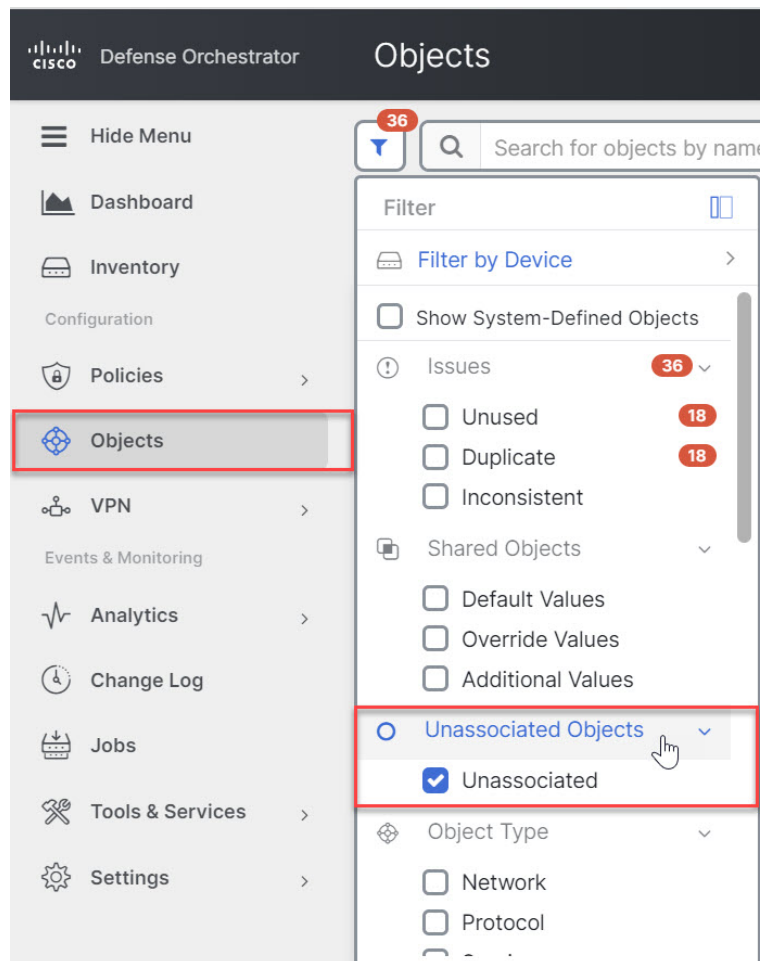 cisco Defense Orchestrator
Objects
Hide Menu
Dashboard
Inventory
Configuration
Policies
Objects
VPN
Events & Monitoring
Analytics
Change Log
Jobs
Tools & Services
Settings
36
Search for objects by name
Filter
Filter by Device
Show System-Defined Objects
Issues 36
Unused 18
Duplicate 18
Inconsistent
Shared Objects
Default Values
Override Values
Additional Values
Unassociated Objects
Unassociated
Object Type
Network
Protocol